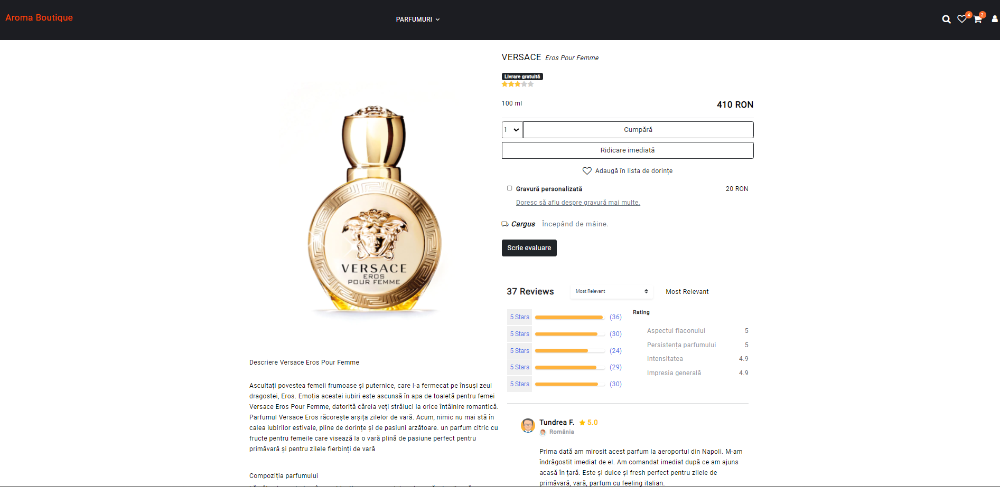 Aroma Boutique
PARFUMURI
4
2
VERSACE Eros Pour Femme
Livrare gratuită
100 ml 410 RON
1 Cumpără
Ridicare imediată
Adaugă în lista de dorințe
Gravură personalizată 20 RON
Doresc să aflu despre gravură mai multe.
Cargus Începând de mâine.
Scrie evaluare
VERSACE
EROS
POUR FEMME
37 Reviews Most Relevant Most Relevant
5 Stars (36)
5 Stars (30)
5 Stars (24)
5 Stars (29)
5 Stars (30)
Rating
Aspectul flaconului 5
Persistența parfumului 5
Intensitatea 4.9
Impresia generală 4.9
Descriere Versace Eros Pour Femme
Ascultați povestea femeii frumoase și puternice, care l-a fermecat pe însuși zeul
dragostei, Eros. Emoția acestei iubiri este ascunsă în apa de toaletă pentru femei
Versace Eros Pour Femme, datorită căreia veți străluci la orice întâlnire romantică.
Parfumul Versace Eros răcorește arșița zilelor de vară. Acum, nimic nu mai stă în
calea iubirilor estivale, pline de dorințe și de pasiuni arzătoare. un parfum citric cu
fructe pentru femeile care visează la o vară plină de pasiune perfect pentru
primăvară și pentru zilele fierbinți de vară
Compoziția parfumului
Tundrea F. 5.0
România
Prima dată am mirosit acest parfum la aeroportul din Napoli. M-am
îndrăgostit imediat de el. Am comandat imediat după ce am ajuns
acasă în țară. Este și dulce și fresh perfect pentru zilele de
primăvară, vară, parfum cu feeling italian.